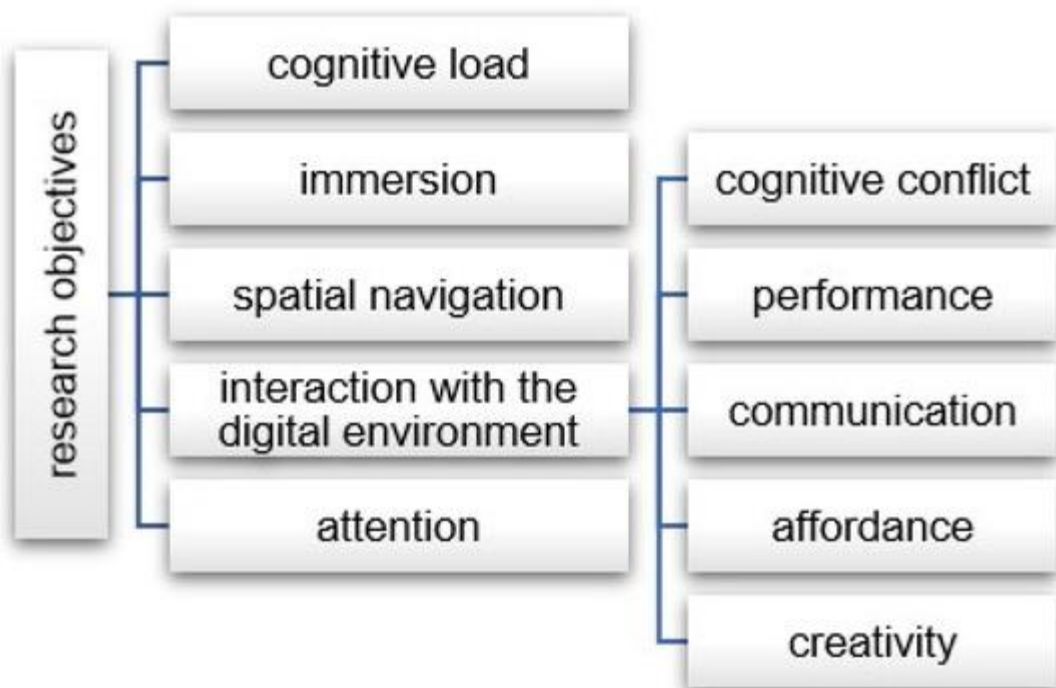 research objectives
cognitive load
immersion
spatial navigation
interaction with the
digital environment
attention
cognitive conflict
performance
communication
affordance
creativity